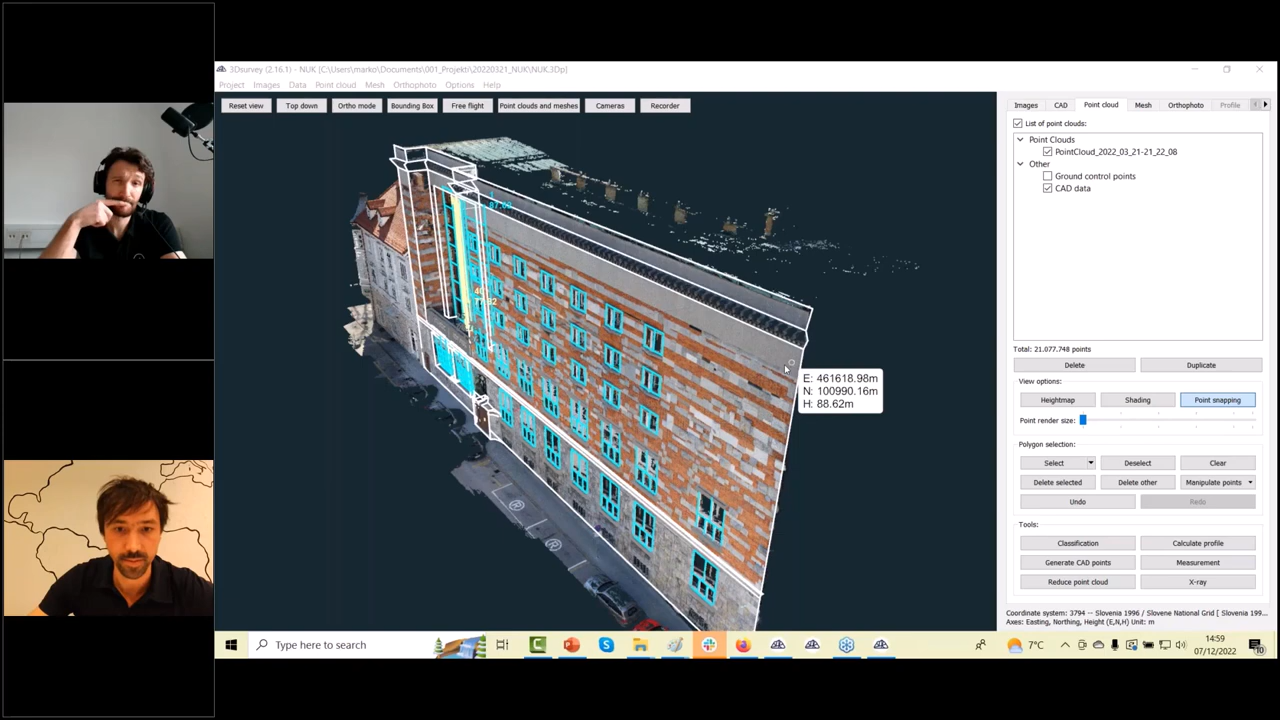 3Dsurvey (2.16.1) - NUK [C:\Users\marko\Documents\001_Projekti\20220321_NUK\NUK.3Dp]
Project Images Data Point cloud Mesh Orthophoto Options Help
Reset view Top down Ortho mode Bounding Box Free flight Point clouds and meshes Cameras Recorder
Images CAD Point cloud Mesh Orthophoto Profile
List of point clouds:
Point Clouds
PointCloud_2022_03_21-21_22_08
Other
Ground control points
CAD data
E: 461618.98m
N: 100990.16m
H: 88.62m
Total: 21.077.748 points
Delete Duplicate
View options:
Heightmap Shading Point snapping
Point render size:
Polygon selection:
Select Deselect Clear
Delete selected Delete other Manipulate points
Undo Redo
Tools:
Classification Calculate profile
Generate CAD points Measurement
Reduce point cloud X-ray
Coordinate system: 3794 -- Slovenia 1996 / Slovene National Grid [ Slovenia 199...
Axes: Easting, Northing, Height (E,N,H) Unit: m
Type here to search
7°C
14:59
07/12/2022
10